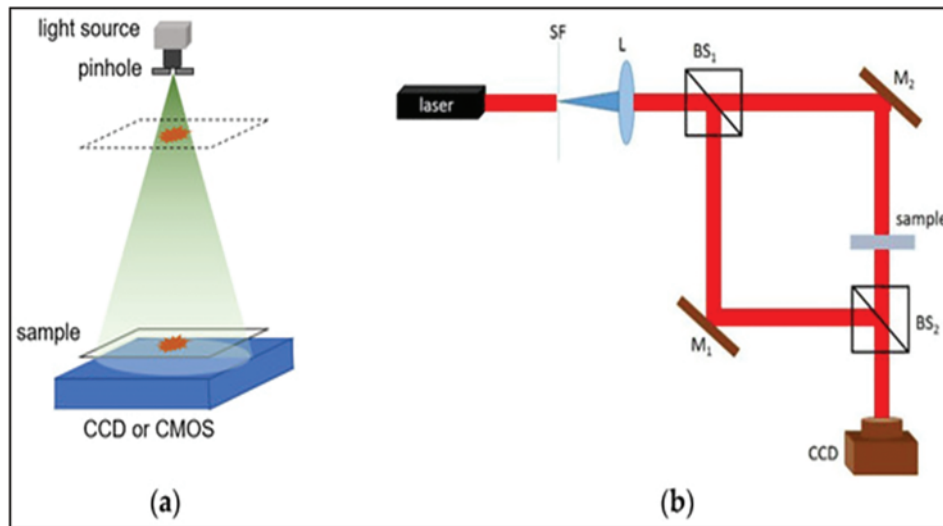 light source
pinhole
sample
CCD or CMOS
(a)
laser
SF
L
BS₁
M₂
sample
BS₂
M₁
CCD
(b)